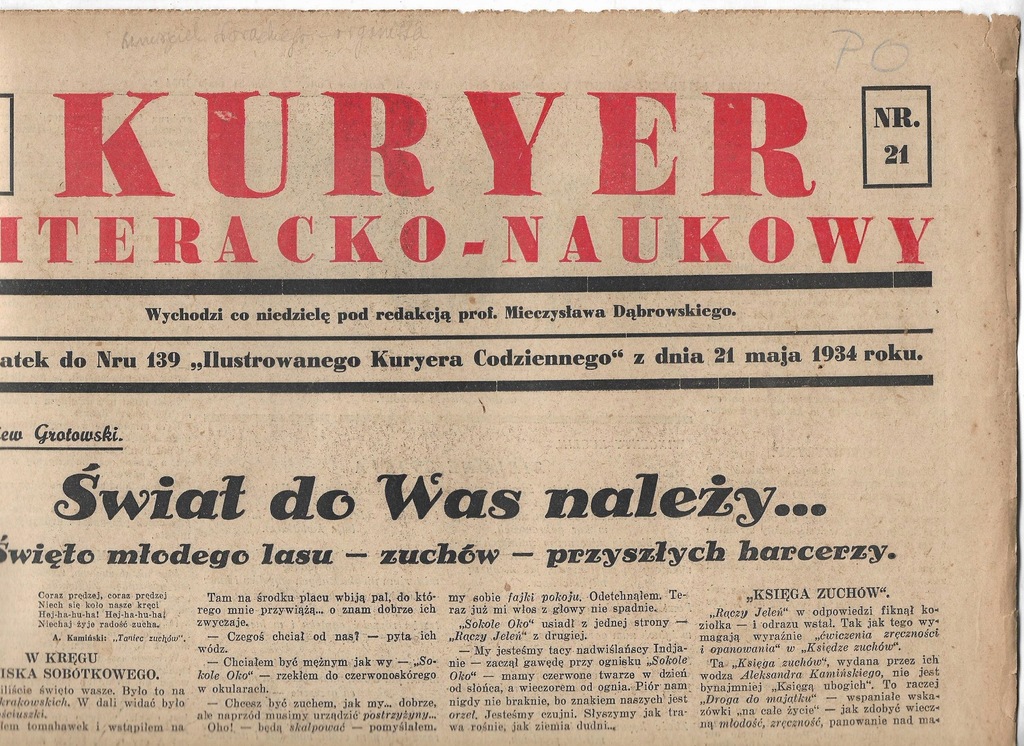 PO
KURYER
NR.
21
ITERACKO-NAUKOWY
Wychodzi co niedzielę pod redakcją prof. Mieczysława Dąbrowskiego.
atek do Nru 139 „Ilustrowanego Kuryera Codziennego“ z dnia 21 maja 1934 roku.
iew Grotowski.
Świat do Was należy...
Święto młodego lasu — zuchów — przyszłych harcerzy.
Coraz prędzej, coraz prędzej
Niech się koło nasze kręci
Hej-ha-hu-ha! Hej-ha-hu-ha!
Niechaj żyje radość zucha.
A. Kamiński: „Taniec zuchów“.
W KRĘGU
ISKA SOBÓTKOWEGO.
iliście święto wasze. Było to na
krakowskich. W dali widać było
ściuszki.
łem tomahawek i wstąpiłem na
Tam na środku placu wbiją pal, do któ-
rego mnie przywiążą... o znam dobrze ich
zwyczaje.
— Czegoś chciał od nas? — pyta ich
wódz.
— Chciałem być mężnym jak wy — „So-
kole Oko“ — rzekłem do czerwonoskórego
w okularach.
— Chcesz być zuchem, jak my... dobrze,
ale naprzód musimy urządzić postrzyżyny...
Oho! — będą skalpować — pomyślałem.
my sobie fajki pokoju. Odetchnąłem. Te-
raz już mi włos z głowy nie spadnie.
„Sokole Oko“ usiadł z jednej strony —
„Rączy Jeleń“ z drugiej.
— My jesteśmy tacy nadwiślańscy Indja-
nie — zaczął gawędę przy ognisku „Sokole
Oko“ — mamy czerwone twarze w dzień
od słońca, a wieczorem od ognia. Piór nam
nigdy nie braknie, bo znakiem naszych jest
orzeł. Jesteśmy czujni. Słyszymy jak tra-
wa rośnie, jak ziemia dudni...
„KSIĘGA ZUCHÓW“.
„Rączy Jeleń“ w odpowiedzi fiknął ko-
ziołka — i odrazu wstał. Tak jak tego wy-
magają wyraźnie „ćwiczenia zręczności
i opanowania“ w „Księdze zuchów“.
Ta „Księga zuchów“, wydana przez ich
wodza Aleksandra Kamińskiego, nie jest
bynajmniej „Księgą ubogich“. To raczej
„Droga do majątku“ — wspaniałe wska-
zówki „na całe życie“ — jak zdobyć wiecz-
ną młodość, zręczność, panowanie nad ma-